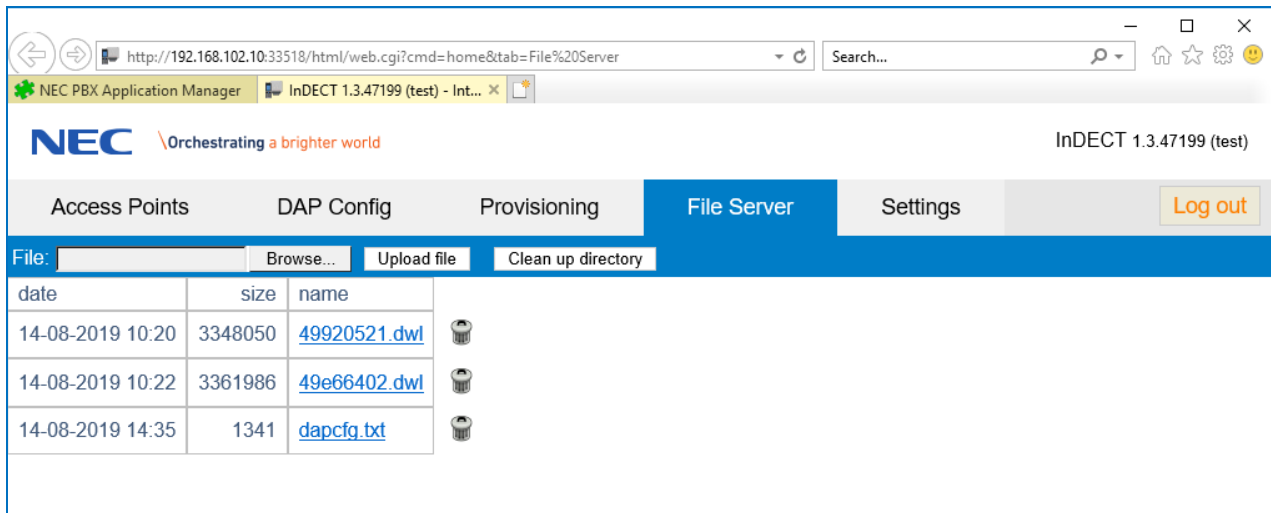 http://192.168.102.10:33518/html/web.cgi?cmd=home&tab=File%20Server Search...
NEC PBX Application Manager InDECT 1.3.47199 (test) - Int...
NEC \Orchestrating a brighter world InDECT 1.3.47199 (test)
Access Points DAP Config Provisioning File Server Settings Log out
File: Browse... Upload file Clean up directory
date size name
14-08-2019 10:20 3348050 49920521.dwl
14-08-2019 10:22 3361986 49e66402.dwl
14-08-2019 14:35 1341 dapcfg.txt